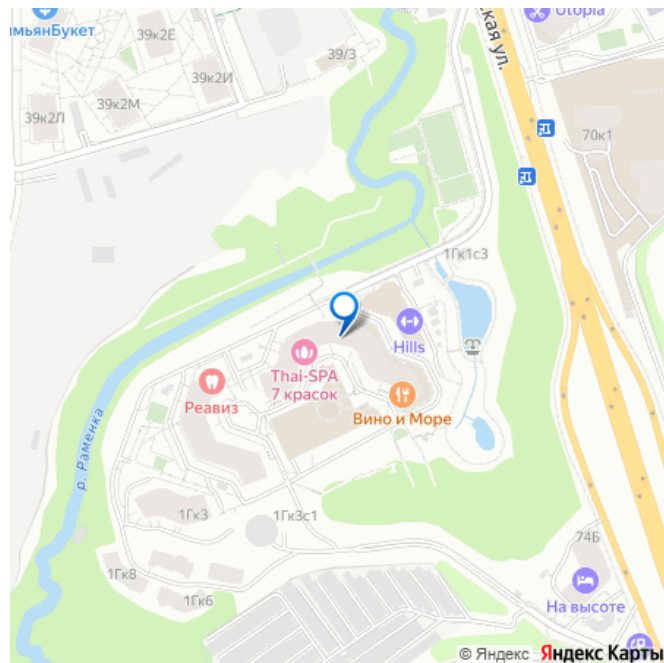 мьянБукет
39к2Е
39/3
39к2И
39к2М
39к2Л
ская ул.
Utopia
70к1
1Гк1с3
Hills
Thai-SPA
7 красок
Реавиз
Вино и Море
р. Раменка
1Гк3
1Гк3с1
1Гк8
1Гк6
74Б
На высоте
© Яндекс Яндекс Карты